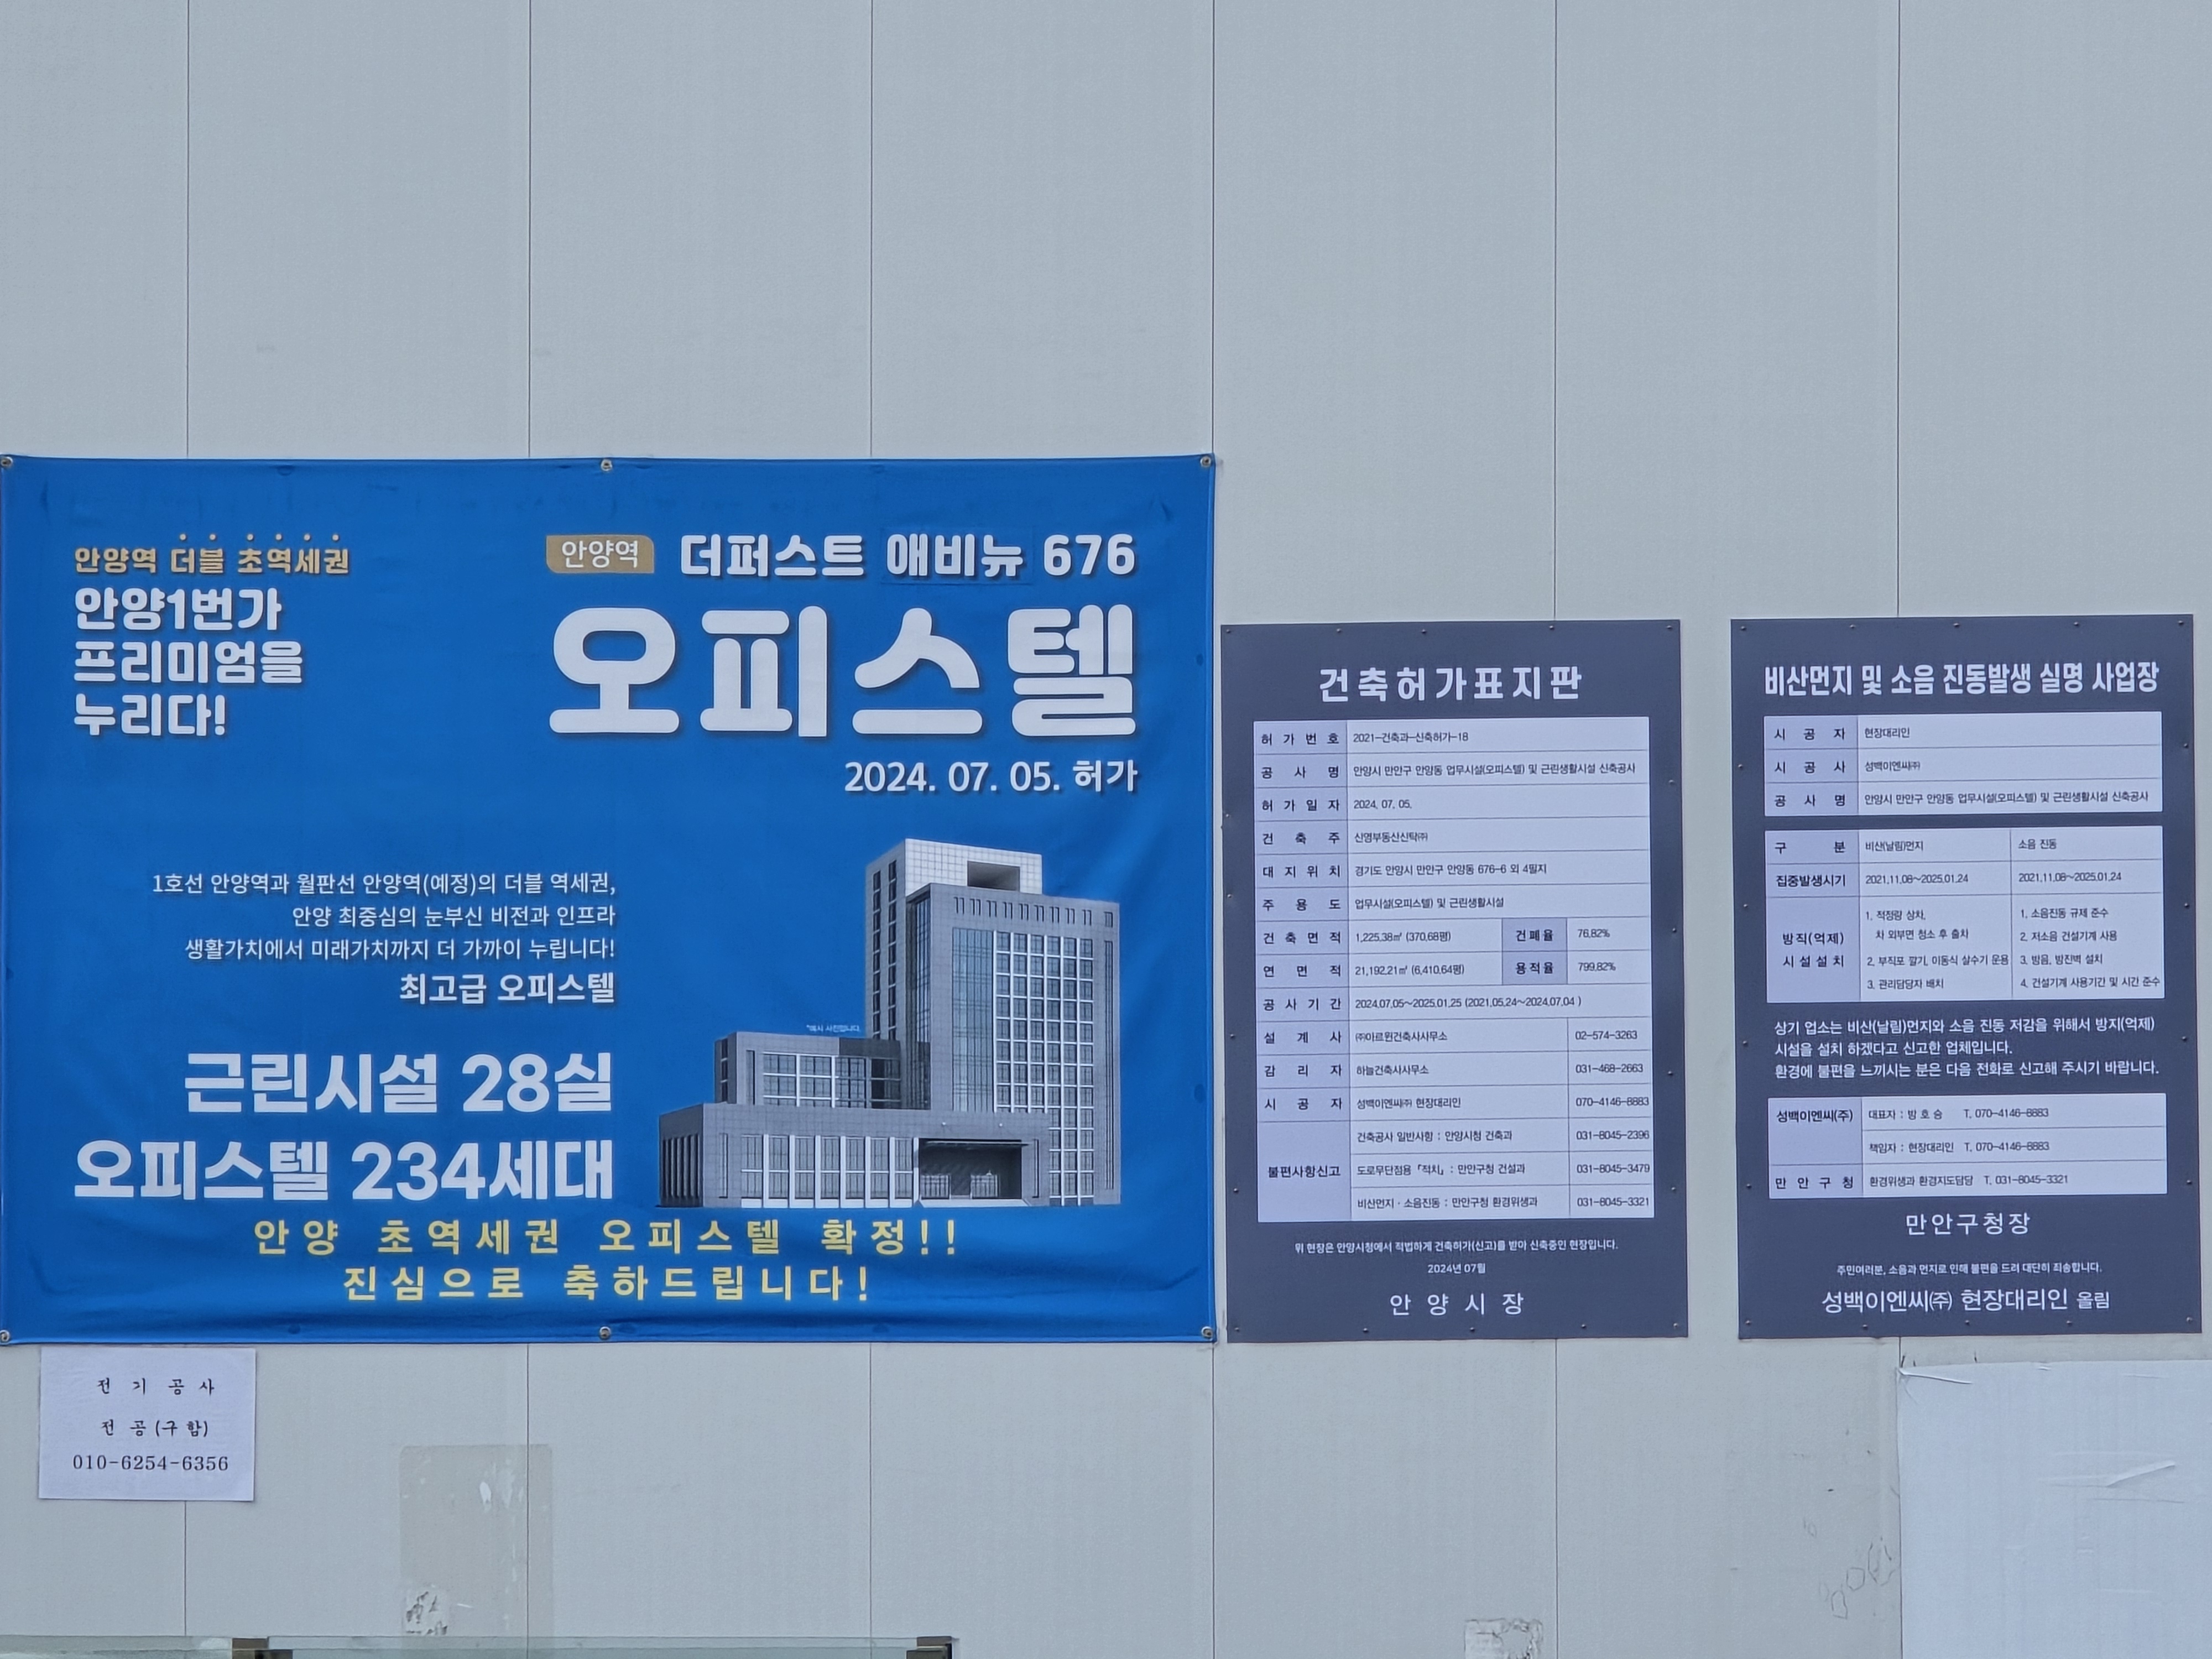 안양역 더블 초역세권
안양1번가
프리미엄을
누리다!
안양역 더퍼스트 애비뉴 676
오피스텔
2024. 07. 05. 허가
1호선 안양역과 월판선 안양역(예정)의 더블 역세권,
안양 최중심의 눈부신 비전과 인프라
생활가치에서 미래가치까지 더 가까이 누립니다!
최고급 오피스텔
*예시 사진입니다.
근린시설 28실
오피스텔 234세대
안양 초역세권 오피스텔 확정!!
진심으로 축하드립니다!
전기공사
전공(구함)
010-6254-6356
건축허가표지판
허가번호 2021-건축과-신축허가-18
공사명 안양시 만안구 안양동 업무시설(오피스텔) 및 근린생활시설 신축공사
허가일자 2024. 07. 05.
건축주 신영부동산신탁㈜
대지위치 경기도 안양시 만안구 안양동 676-6 외 4필지
주용도 업무시설(오피스텔) 및 근린생활시설
건축면적 1,225.38㎡ (370.68평) 건폐율 76.82%
연면적 21,192.21㎡ (6,410.64평) 용적율 799.82%
공사기간 2024.07.05~2025.01.25 (2021.05.24~2024.07.04 )
설계사 ㈜아르윈건축사사무소 02-574-3263
감리자 하늘건축사사무소 031-468-2663
시공자 성백이엔씨㈜ 현장대리인 070-4146-8883
불편사항신고 건축공사 일반사항 : 안양시청 건축과 031-8045-2396
도로무단점용「적치」: 만안구청 건설과 031-8045-3479
비산먼지 · 소음진동 : 만안구청 환경위생과 031-8045-3321
위 현장은 안양시청에서 적법하게 건축허가(신고)를 받아 신축중인 현장입니다.
2024년 07월
안양시장
비산먼지 및 소음 진동발생 실명 사업장
시공자 현장대리인
시공사 성백이엔씨㈜
공사명 안양시 만안구 안양동 업무시설(오피스텔) 및 근린생활시설 신축공사
구분 비산(날림)먼지 소음 진동
집중발생시기 2021.11.08~2025.01.24 2021.11.08~2025.01.24
방직(억제)
시설설치
1. 적정량 상차,
차 외부면 청소 후 출차
2. 부직포 깔기, 이동식 살수기 운용
3. 관리담당자 배치
1. 소음진동 규제 준수
2. 저소음 건설기계 사용
3. 방음, 방진벽 설치
4. 건설기계 사용기간 및 시간 준수
상기 업소는 비산(날림)먼지와 소음 진동 저감을 위해서 방지(억제)
시설을 설치 하겠다고 신고한 업체입니다.
환경에 불편을 느끼시는 분은 다음 전화로 신고해 주시기 바랍니다.
성백이엔씨(주) 대표자 : 방 호 승 T. 070-4146-8883
책임자 : 현장대리인 T. 070-4146-8883
만안구청 환경위생과 환경지도담당 T. 031-8045-3321
만안구청장
주민여러분, 소음과 먼지로 인해 불편을 드려 대단히 죄송합니다.
성백이엔씨㈜ 현장대리인 올림